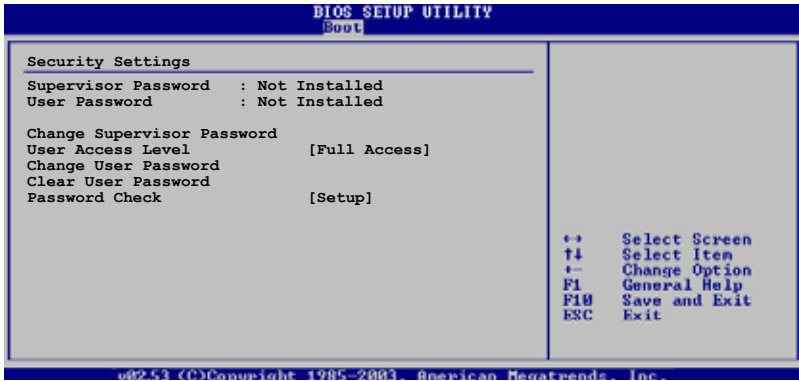 BIOS SETUP UTILITY
Boot
Security Settings
Supervisor Password : Not Installed
User Password : Not Installed
Change Supervisor Password
User Access Level [Full Access]
Change User Password
Clear User Password
Password Check [Setup]
←→ Select Screen
↑↓ Select Item
+- Change Option
F1 General Help
F10 Save and Exit
ESC Exit
v02.53 (C)Copyright 1985-2003, American Megatrends, Inc.